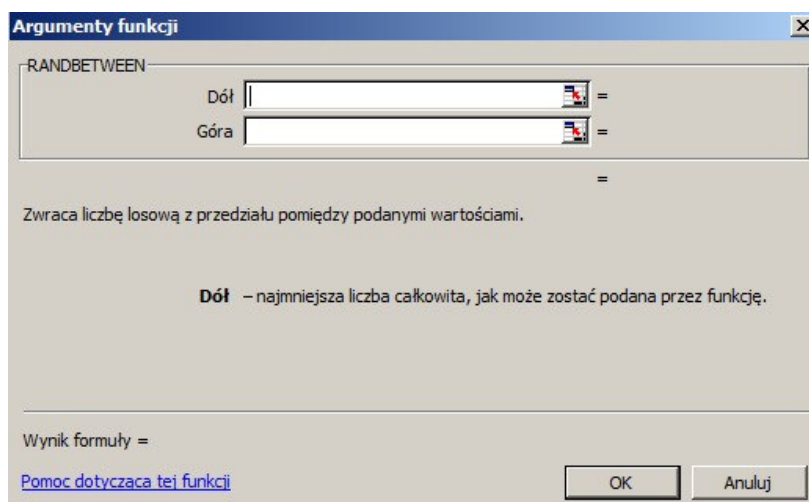 Argumenty funkcji
RANDBETWEEN
Dół =
Góra =
=
Zwraca liczbę losową z przedziału pomiędzy podanymi wartościami.
Dół – najmniejsza liczba całkowita, jak może zostać podana przez funkcję.
Wynik formuły =
Pomoc dotycząca tej funkcji
OK Anuluj